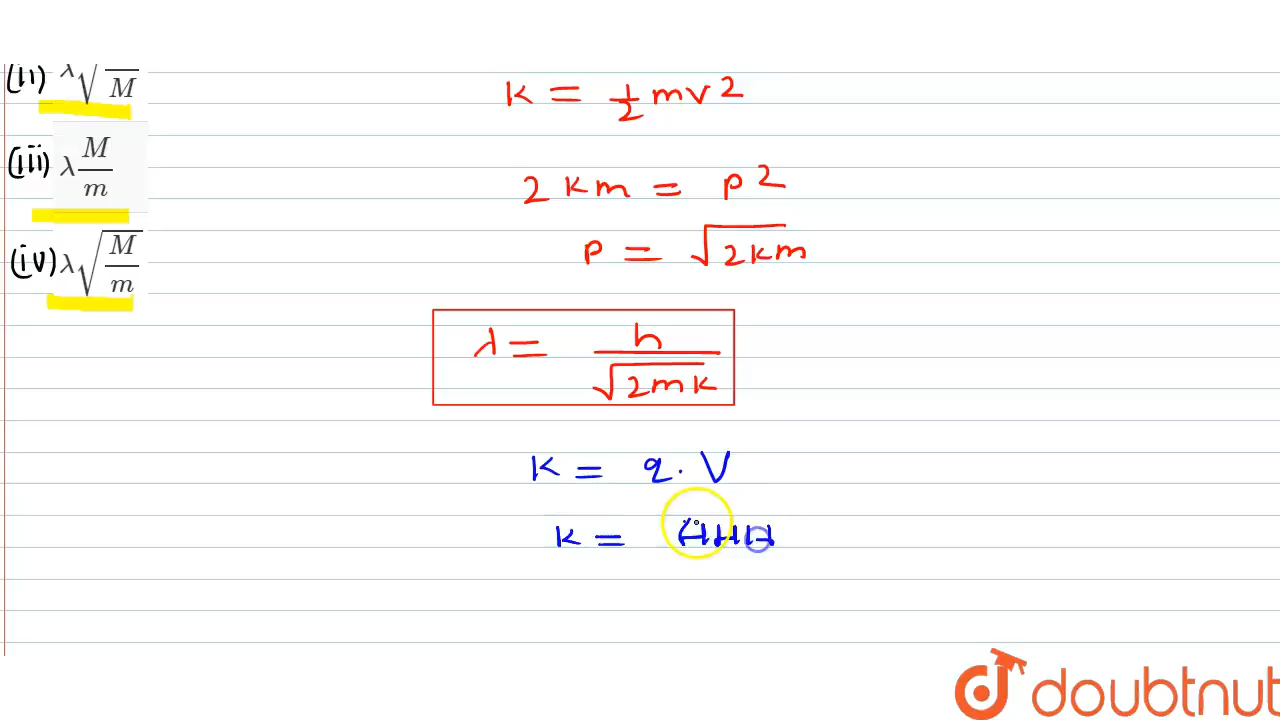 (ii) λ√M
(iii) λ M/m
(iv) λ√M/m
K = 1/2 mv2
2km = p2
p = √2km
λ = h/√2mk
K = q. V
K =
doubtnut